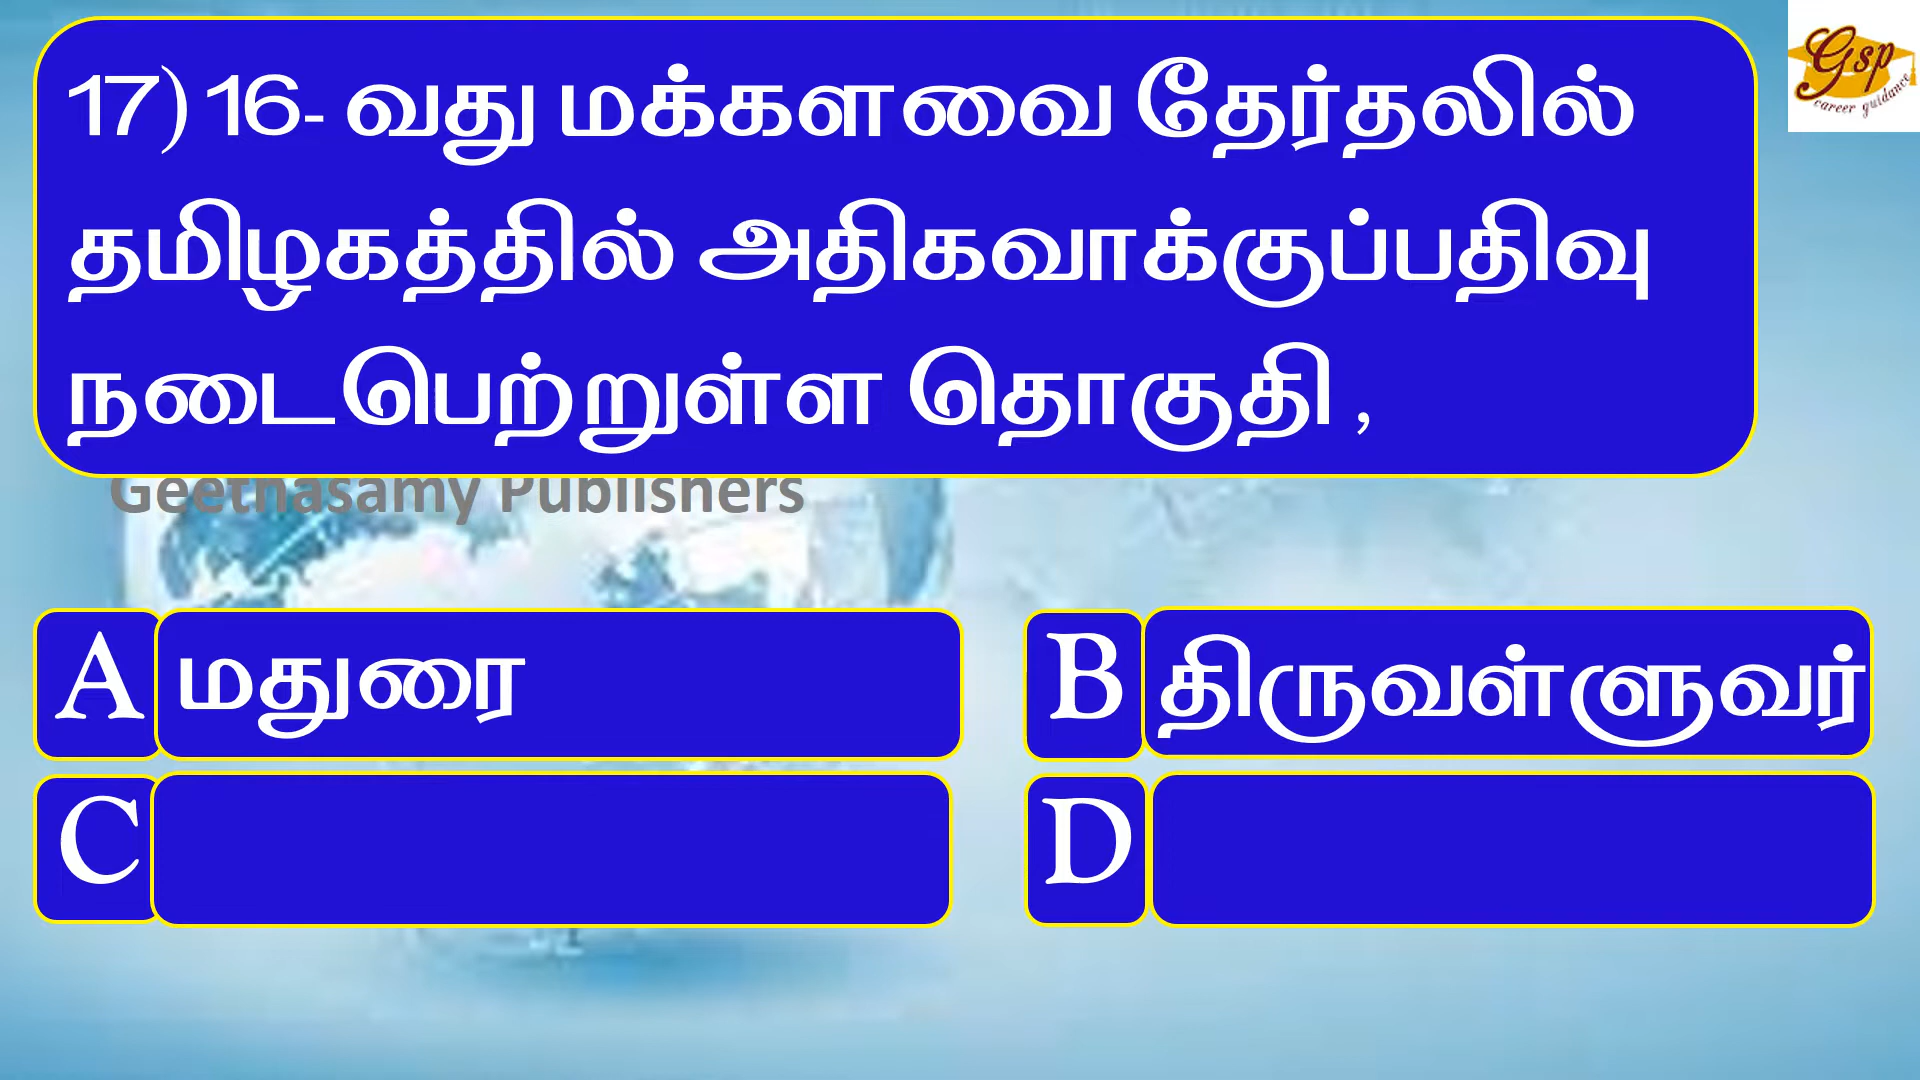 17) 16- வது மக்களவை தேர்தலில்
தமிழகத்தில் அதிகவாக்குப்பதிவு
நடைபெற்றுள்ள தொகுதி ,
Gsp
career guidance
Geethasamy Publishers
A மதுரை
B திருவள்ளுவர்
C
D